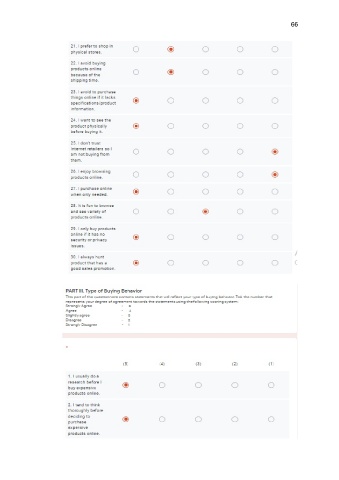 66
21. I prefer to shop in
physical stores.
22. I avoid buying
products online
because of the
shipping time.
23. I avoid to purchase
things online if it lacks
specifications/product
information.
24. I want to see the
product physically
before buying it.
25. I don't trust
internet retailers so I
am not buying from
them.
26. I enjoy browsing
products online.
27. I purchase online
when only needed.
28. It is fun to browse
and see variety of
products online.
29. I only buy products
online if it has no
security or privacy
issues.
30. I always hunt
product that has a
good sales promotion.
PART III. Type of Buying Behavior
This part of the questionnaire contains statements that will reflect your type of buying behavior. Tick the number that
represents your degree of agreement towards the statements using the following scoring system:
Strongly Agree - 5
Agree - 4
Slightly agree - 3
Disagree - 2
Strongly Disagree - 1
(5) (4) (3) (2) (1)
1. I usually do a
research before I
buy expensive
products online.
2. I tend to think
thoroughly before
deciding to
purchase
expensive
products online.